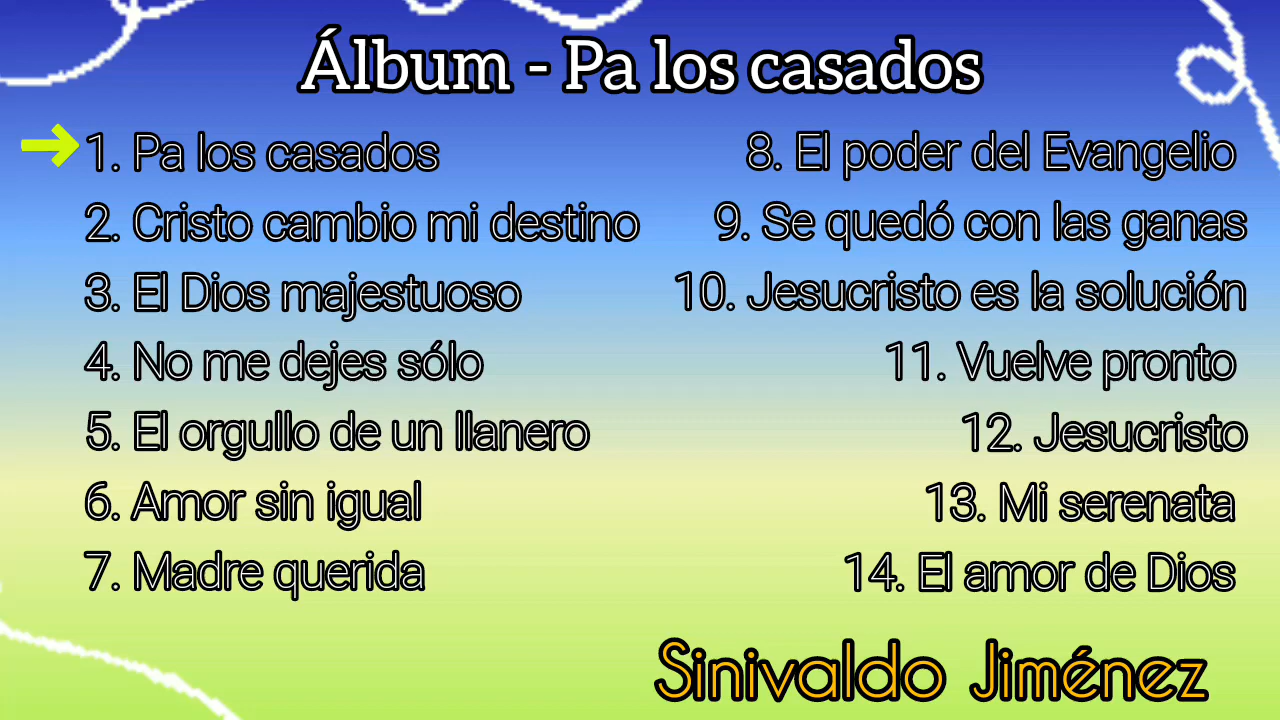 Álbum - Pa los casados
1. Pa los casados
2. Cristo cambio mi destino
3. El Dios majestuoso
4. No me dejes sólo
5. El orgullo de un llanero
6. Amor sin igual
7. Madre querida
8. El poder del Evangelio
9. Se quedó con las ganas
10. Jesucristo es la solución
11. Vuelve pronto
12. Jesucristo
13. Mi serenata
14. El amor de Dios
Sinivaldo Jiménez